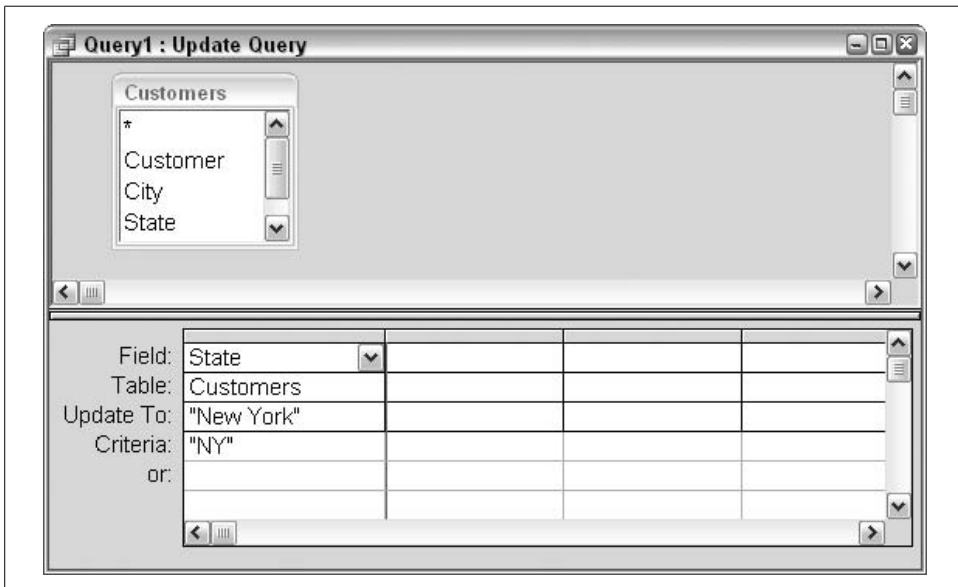 Query1 : Update Query
Customers
*
Customer
City
State
Field: State
Table: Customers
Update To: "New York"
Criteria: "NY"
or: